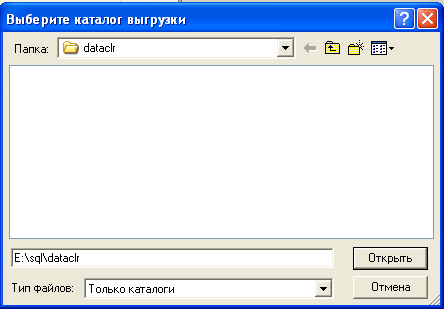 Выберите каталог выгрузки
Папка: dataclr
E:\sql\dataclr
Открыть
Тип файлов: Только каталоги
Отмена